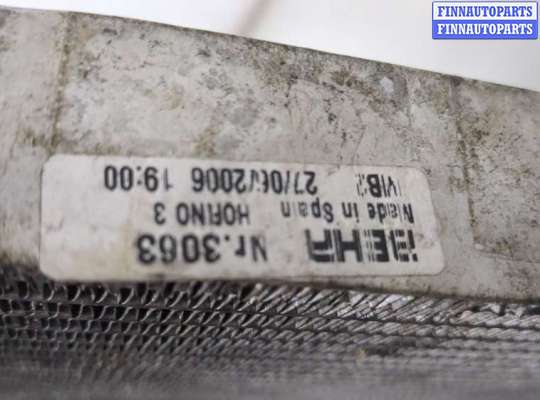 FINNAUTOPARTS
FINNAUTOPARTS
BEHR Nr.3063
Made in Spain HORNO 3
27/06/2006 19:00